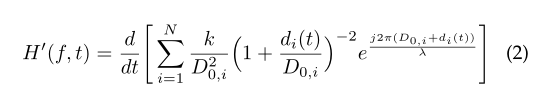 H'(f,t) = \frac{d}{dt}\left[\sum_{i=1}^{N} \frac{k}{D_{0,i}^{2}}\left(1 + \frac{d_i(t)}{D_{0,i}}\right)^{-2} e^{\frac{j2\pi(D_{0,i}+d_i(t))}{\lambda}}\right] (2)